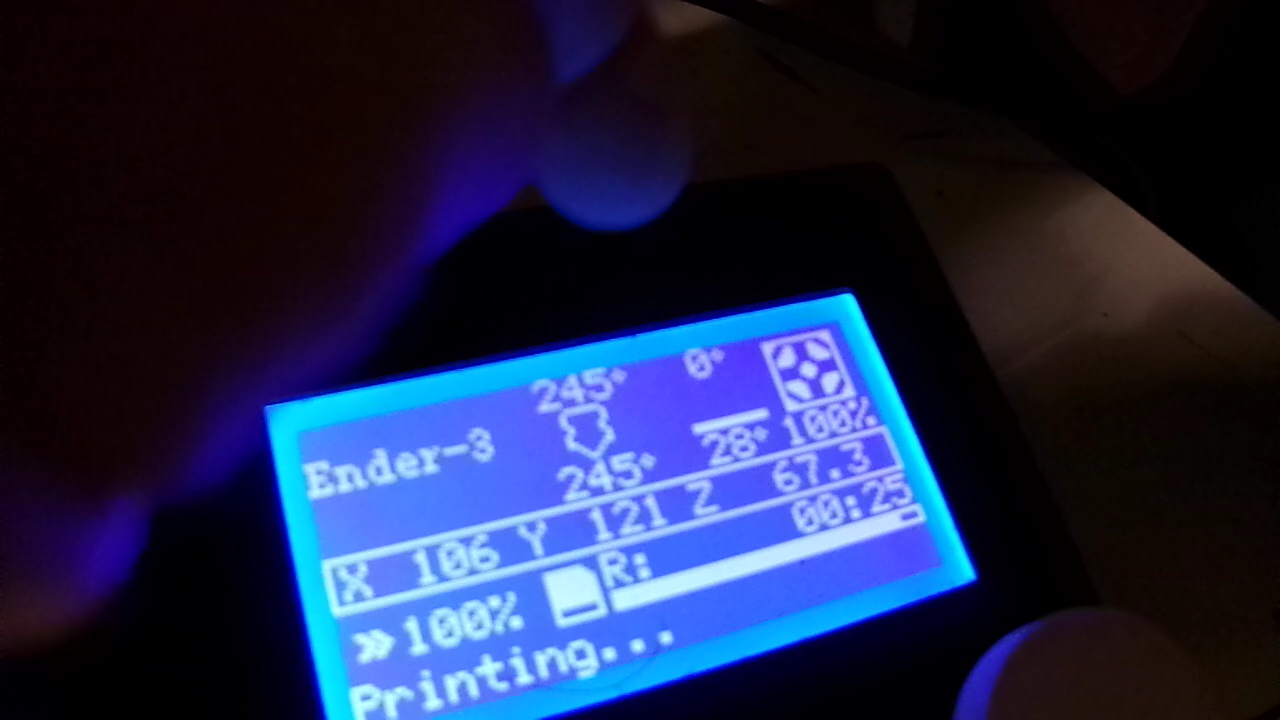 245° 0°
Ender-3
28° 100%
245°
X 106 Y 121 Z 67.3
R: 00:25
»100%
Printing...